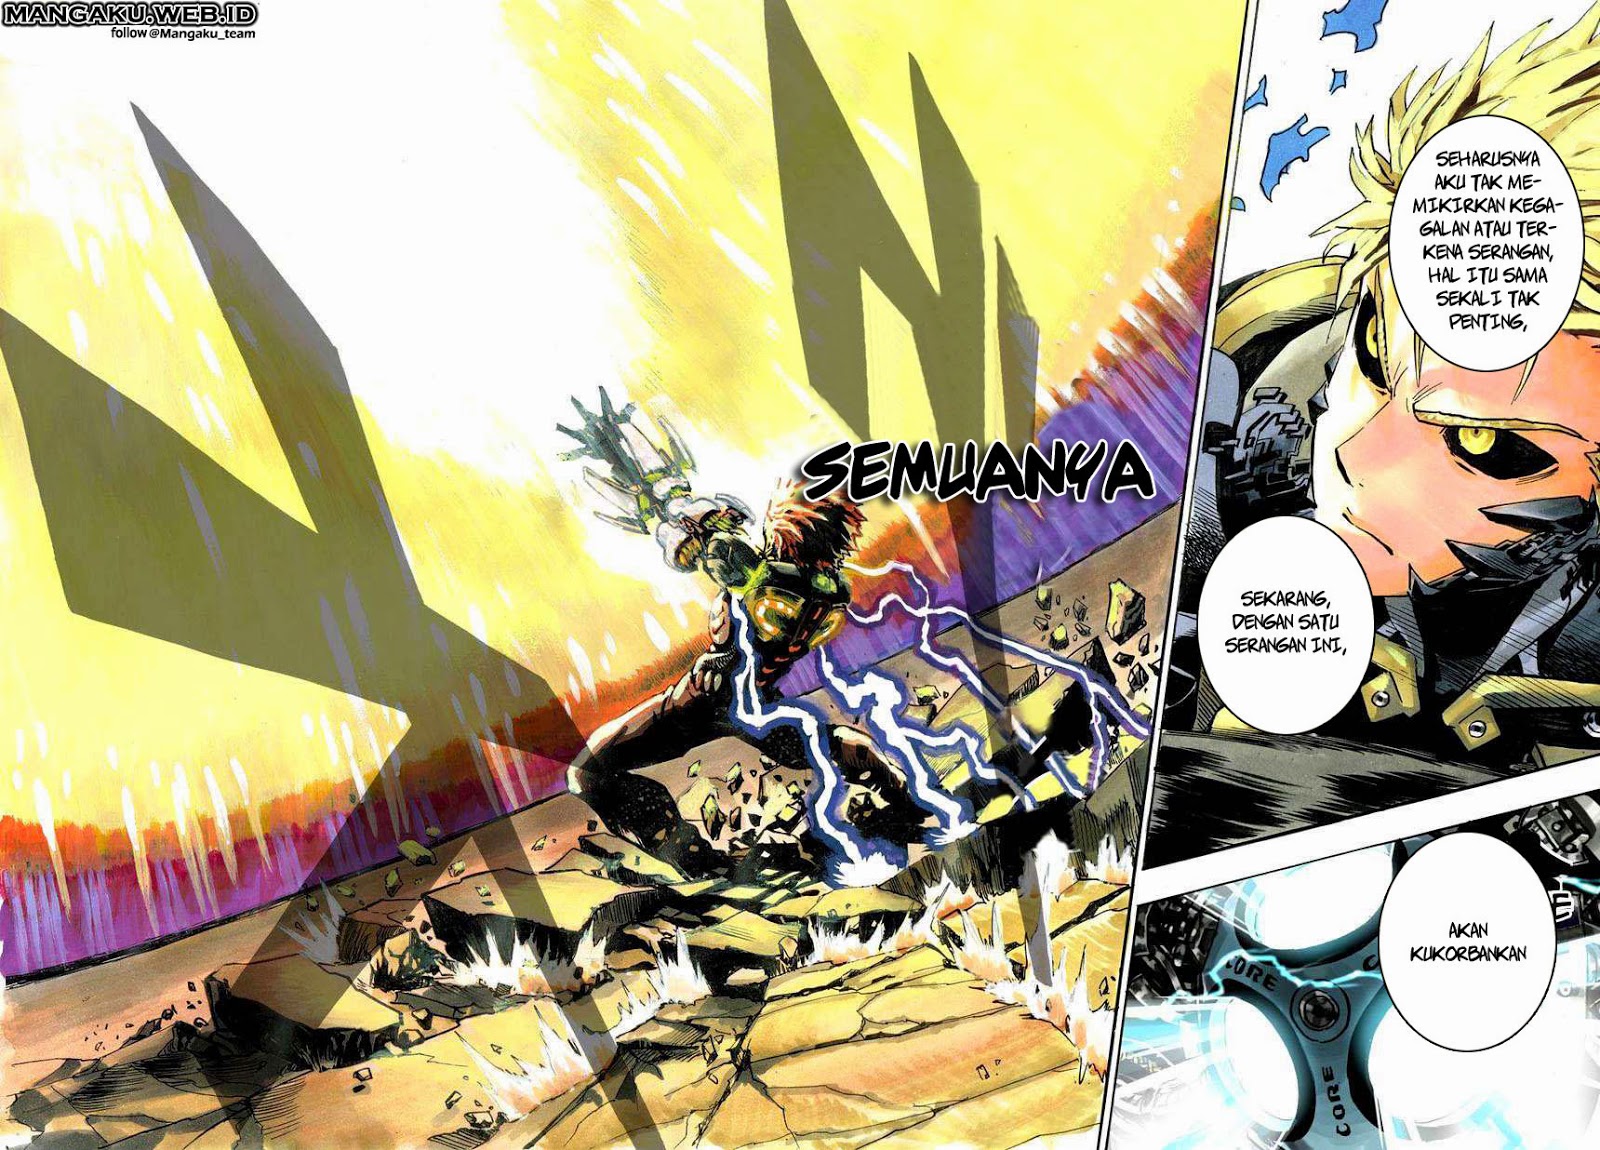 MANGAKU.WEB.ID
follow @Mangaku_team
SEHARUSNYA
AKU TAK ME-
MIKIRKAN KEGA-
GALAN ATAU TER-
KENA SERANGAN,
HAL ITU SAMA
SEKALI TAK
PENTING,
SEKARANG,
DENGAN SATU
SERANGAN INI,
AKAN
KUKORBANKAN
CORE
CORE
SEMUANYA